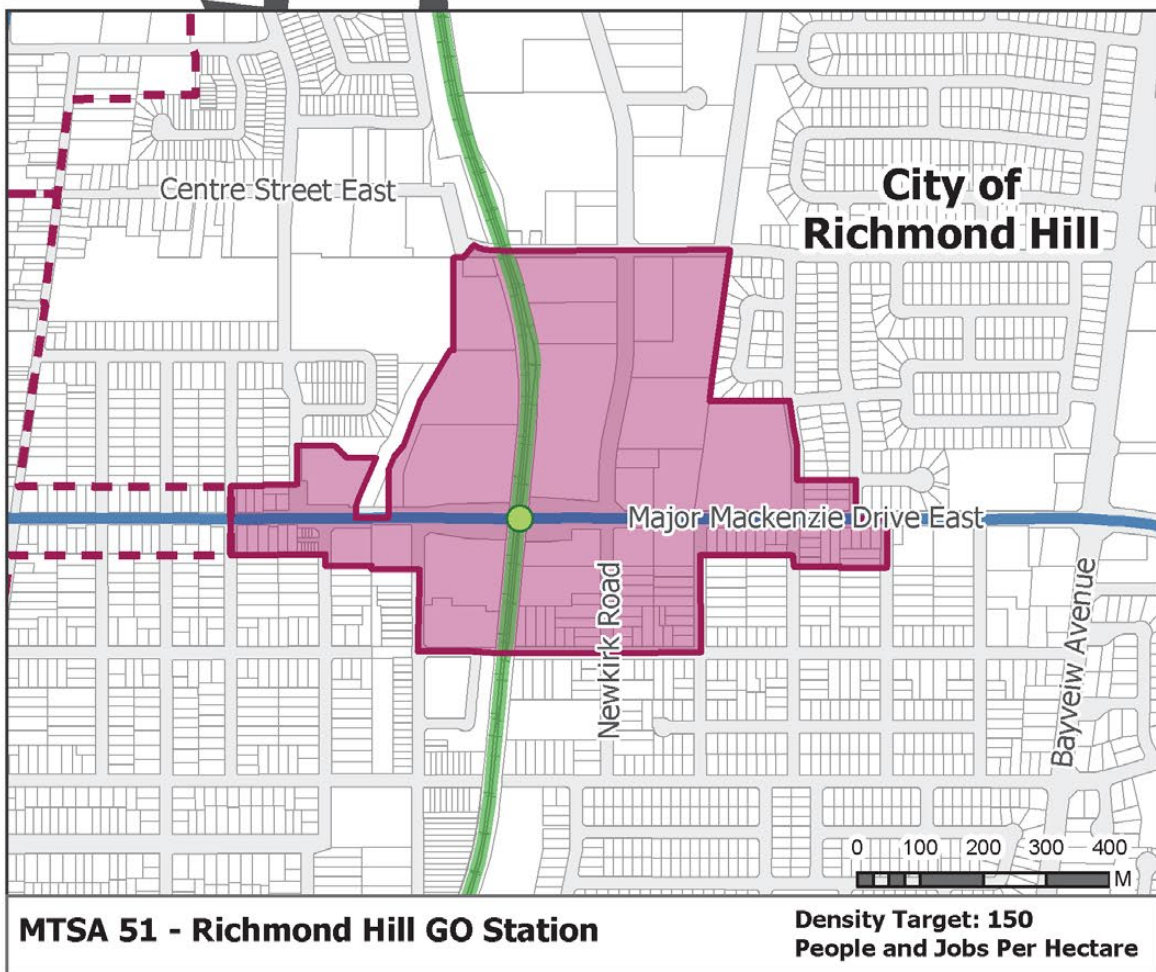 Centre Street East
City of
Richmond Hill
Major Mackenzie Drive East
Newkirk Road
Bayveiw Avenue
0 100 200 300 400
M
MTSA 51 - Richmond Hill GO Station
Density Target: 150
People and Jobs Per Hectare